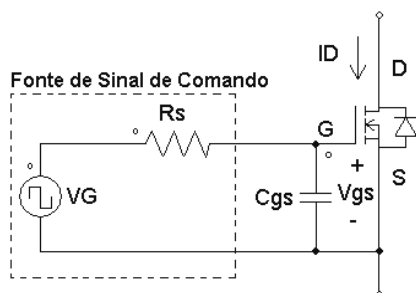 ID
D
Fonte de Sinal de Comando
Rs
G
+
S
VG
Cgs
Vgs
-